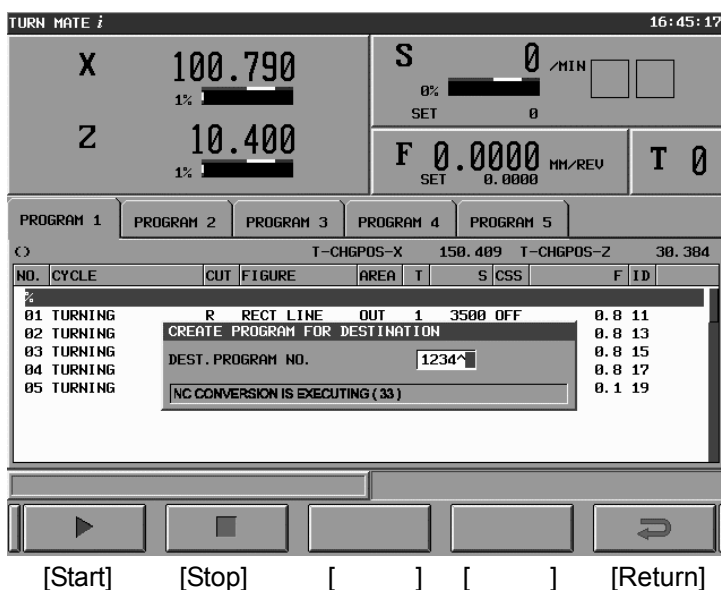 TURN MATE i 16:45:17
X 100.790
1%
Z 10.400
1%
S 0 /MIN
0%
SET 0
F 0.0000 MM/REV
SET 0.0000
T 0
PROGRAM 1 PROGRAM 2 PROGRAM 3 PROGRAM 4 PROGRAM 5
() T-CHGPOS-X 150.409 T-CHGPOS-Z 30.384
NO. CYCLE CUT FIGURE AREA T S CSS F ID
%
01 TURNING R RECT LINE OUT 1 3500 OFF 0.8 11
02 TURNING 0.8 13
03 TURNING 0.8 15
04 TURNING 0.8 17
05 TURNING 0.1 19
CREATE PROGRAM FOR DESTINATION
DEST.PROGRAM NO. 1234^
NC CONVERSION IS EXECUTING ( 33 )
[Start] [Stop] [ ] [ ] [Return]